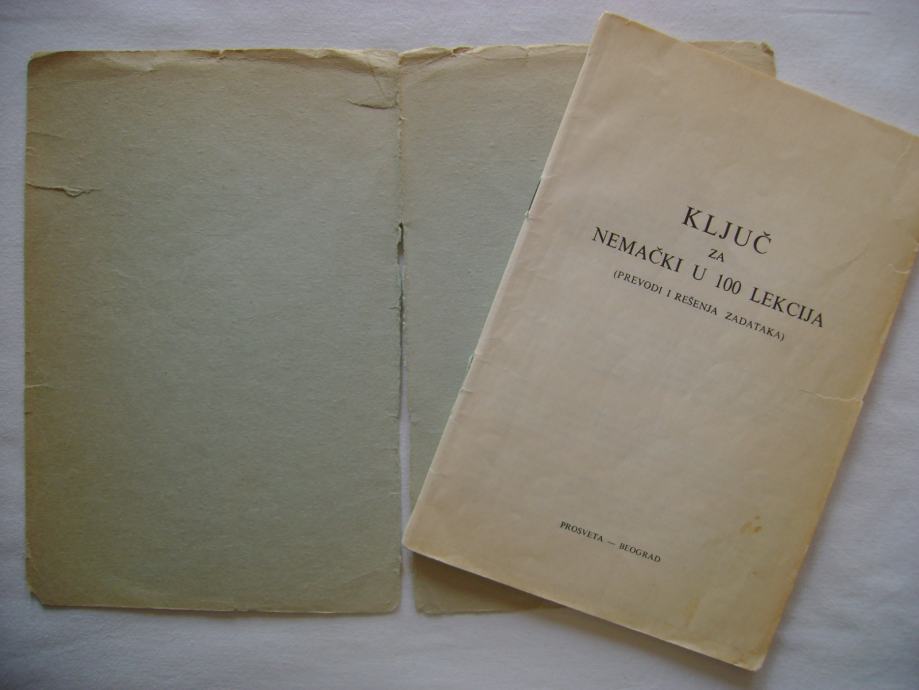 KLJUČ
ZA
NEMAČKI U 100 LEKCIJA
(PREVODI I REŠENJA ZADATAKA)
PROSVETA — BEOGRAD